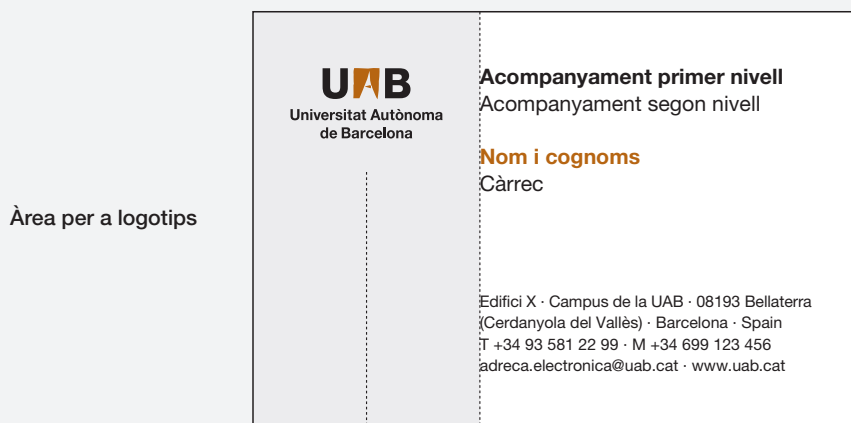 Àrea per a logotips
UAB
Universitat Autònoma
de Barcelona
Acompanyament primer nivell
Acompanyament segon nivell
Nom i cognoms
Càrrec
Edifici X · Campus de la UAB · 08193 Bellaterra
(Cerdanyola del Vallès) · Barcelona · Spain
T +34 93 581 22 99 · M +34 699 123 456
adreca.electronica@uab.cat · www.uab.cat